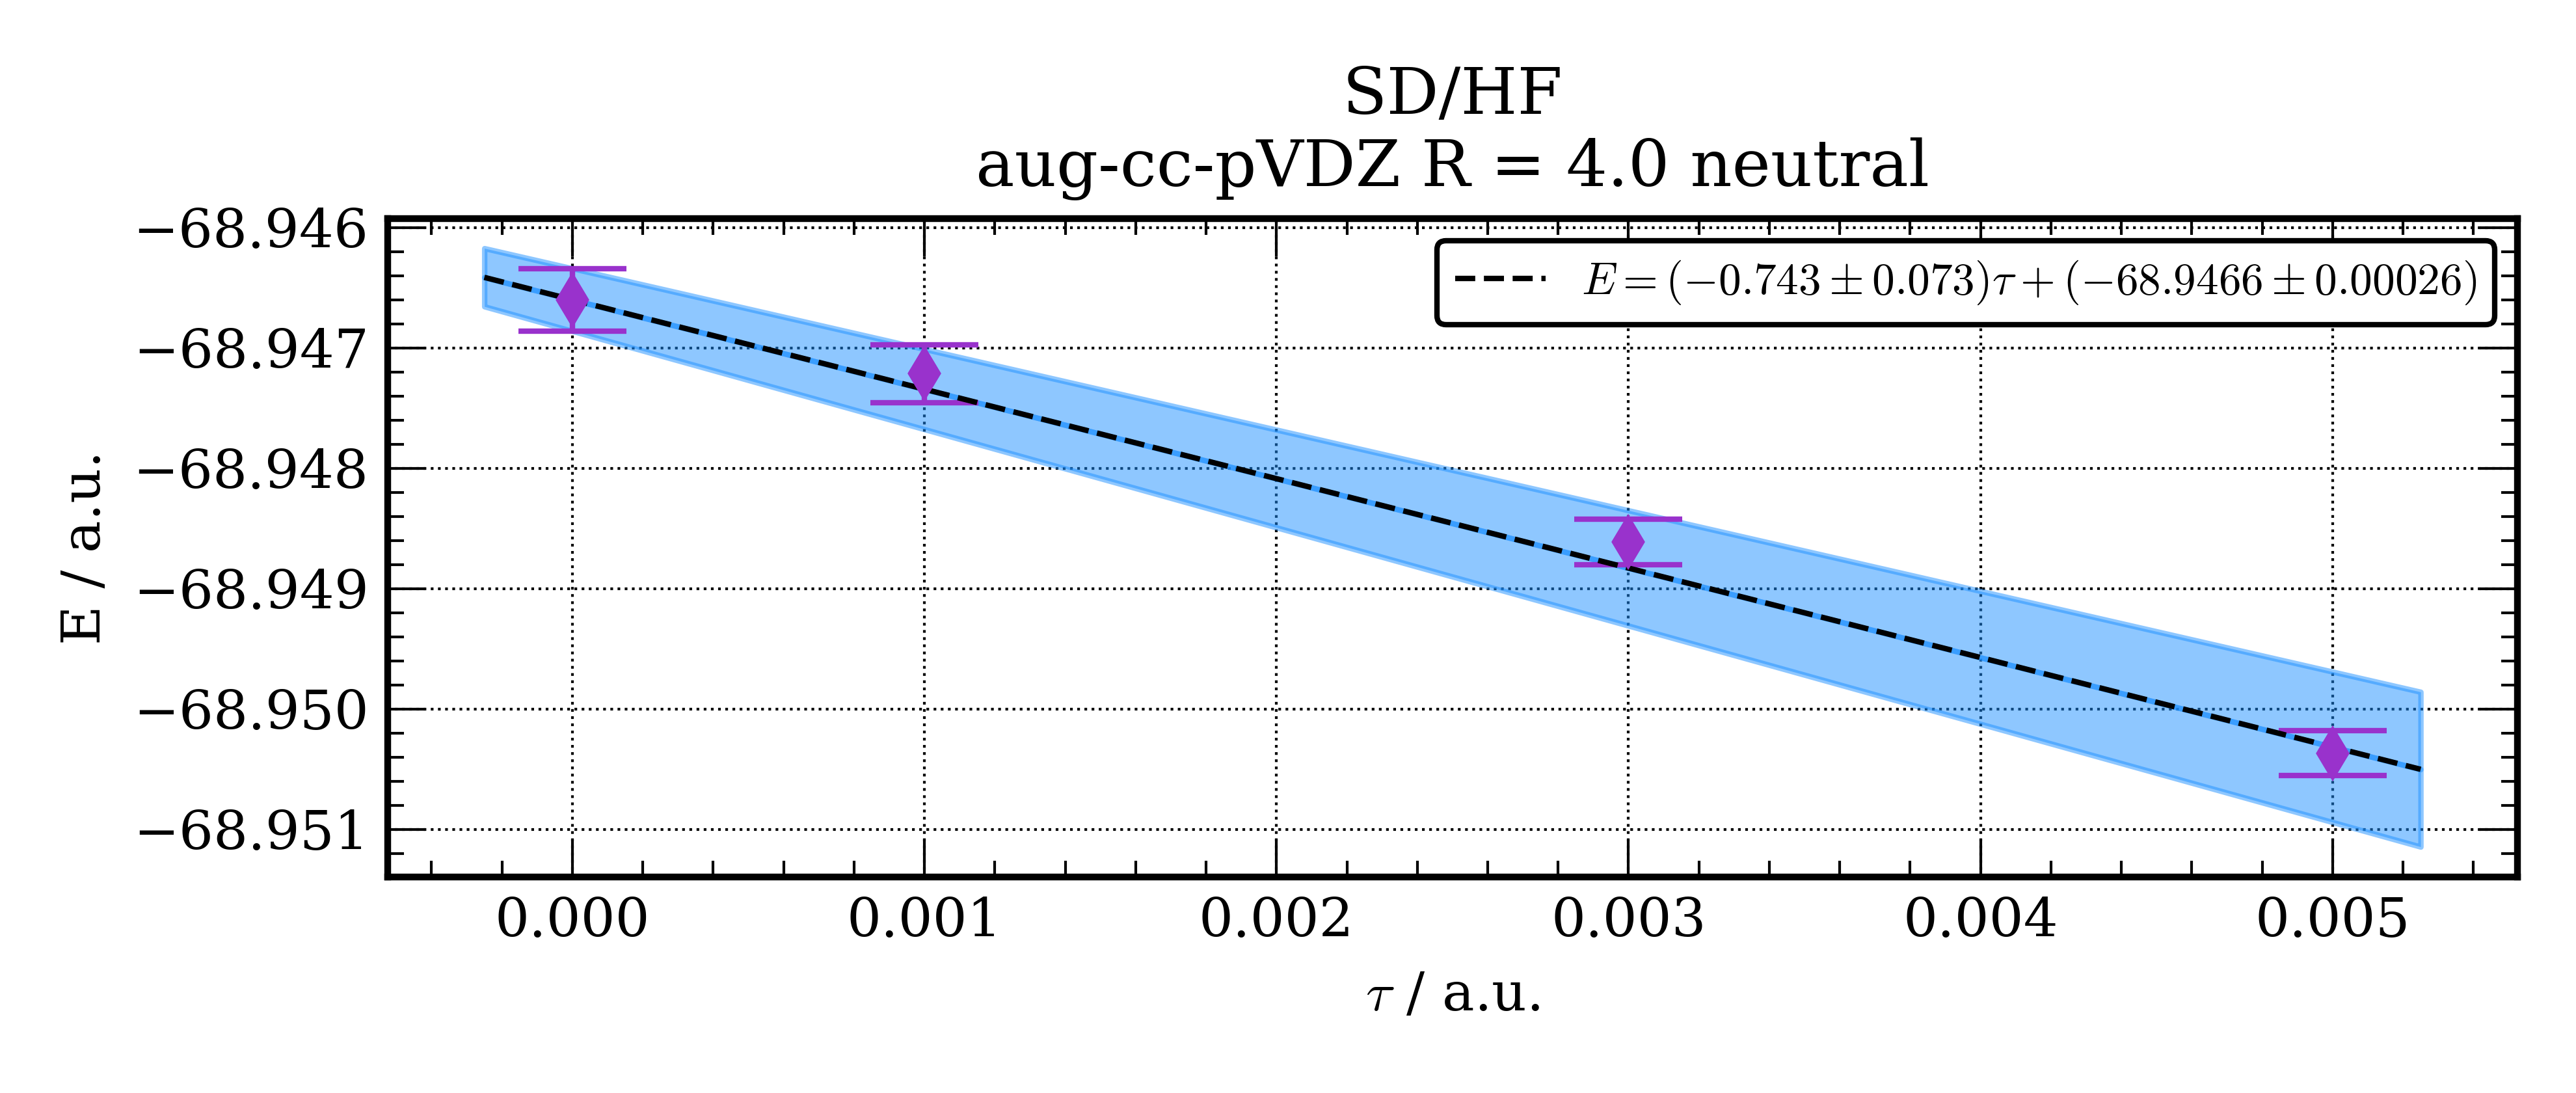 SD/HF
aug-cc-pVDZ R = 4.0 neutral
E = (−0.743 ± 0.073)τ + (−68.9466 ± 0.00026)
E / a.u.
−68.946
−68.947
−68.948
−68.949
−68.950
−68.951
0.000 0.001 0.002 0.003 0.004 0.005
τ / a.u.